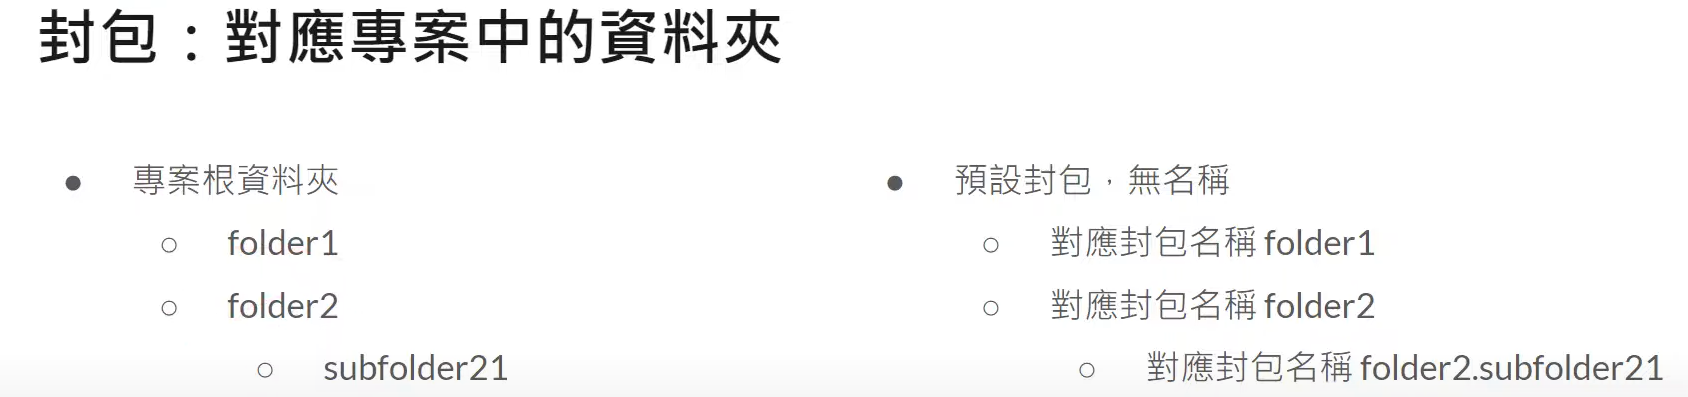 封包：對應專案中的資料夾
● 專案根資料夾
○ folder1
○ folder2
○ subfolder21
● 預設封包，無名稱
○ 對應封包名稱 folder1
○ 對應封包名稱 folder2
○ 對應封包名稱 folder2.subfolder21